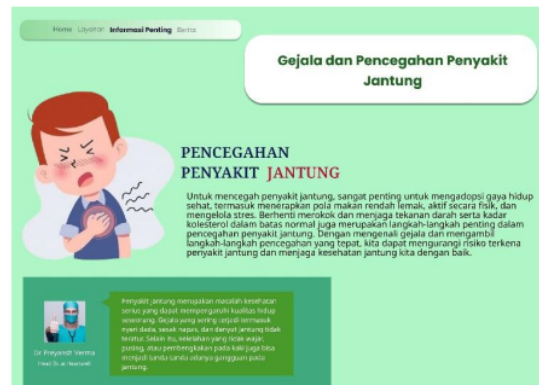 Home Layanan Informasi Penting Berita
Gejala dan Pencegahan Penyakit
Jantung
PENCEGAHAN
PENYAKIT JANTUNG
Untuk mencegah penyakit jantung, sangat penting untuk mengadopsi gaya hidup
sehat, termasuk menerapkan pola makan rendah lemak, aktif secara fisik, dan
mengelola stres. Berhenti merokok dan menjaga tekanan darah serta kadar
kolesterol dalam batas normal juga merupakan langkah-langkah penting dalam
pencegahan penyakit jantung. Dengan mengenali gejala dan mengambil
langkah-langkah pencegahan yang tepat, kita dapat mengurangi risiko terkena
penyakit jantung dan menjaga kesehatan jantung kita dengan baik.
Penyakit jantung merupakan masalah kesehatan
serius yang dapat mempengaruhi kualitas hidup
seseorang. Gejala yang sering terjadi termasuk
nyeri dada, sesak napas, dan denyut jantung tidak
teratur. Selain itu, kelelahan yang tidak wajar,
pusing, atau pembengkakan pada kaki juga bisa
menjadi tanda-tanda adanya gangguan pada
jantung.
Dr Preyansh Verma